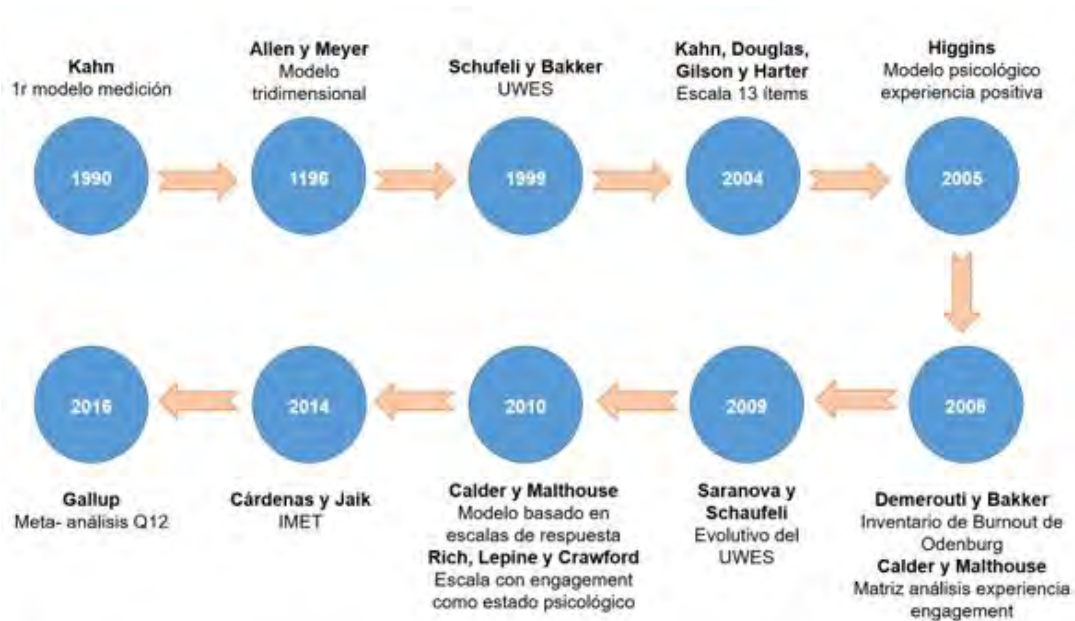 Kahn
1r modelo medición
Allen y Meyer
Modelo
tridimensional
Schufeli y Bakker
UWES
Kahn, Douglas,
Gilson y Harter
Escala 13 ítems
Higgins
Modelo psicológico
experiencia positiva
1990
1196
1999
2004
2005
2016
2014
2010
2009
2008
Gallup
Meta- análisis Q12
Cárdenas y Jaik
IMET
Calder y Malthouse
Modelo basado en
escalas de respuesta
Rich, Lepine y Crawford
Escala con engagement
como estado psicológico
Saranova y
Schaufeli
Evolutivo del
UWES
Demerouti y Bakker
Inventario de Burnout de
Odenburg
Calder y Malthouse
Matriz análisis experiencia
engagement